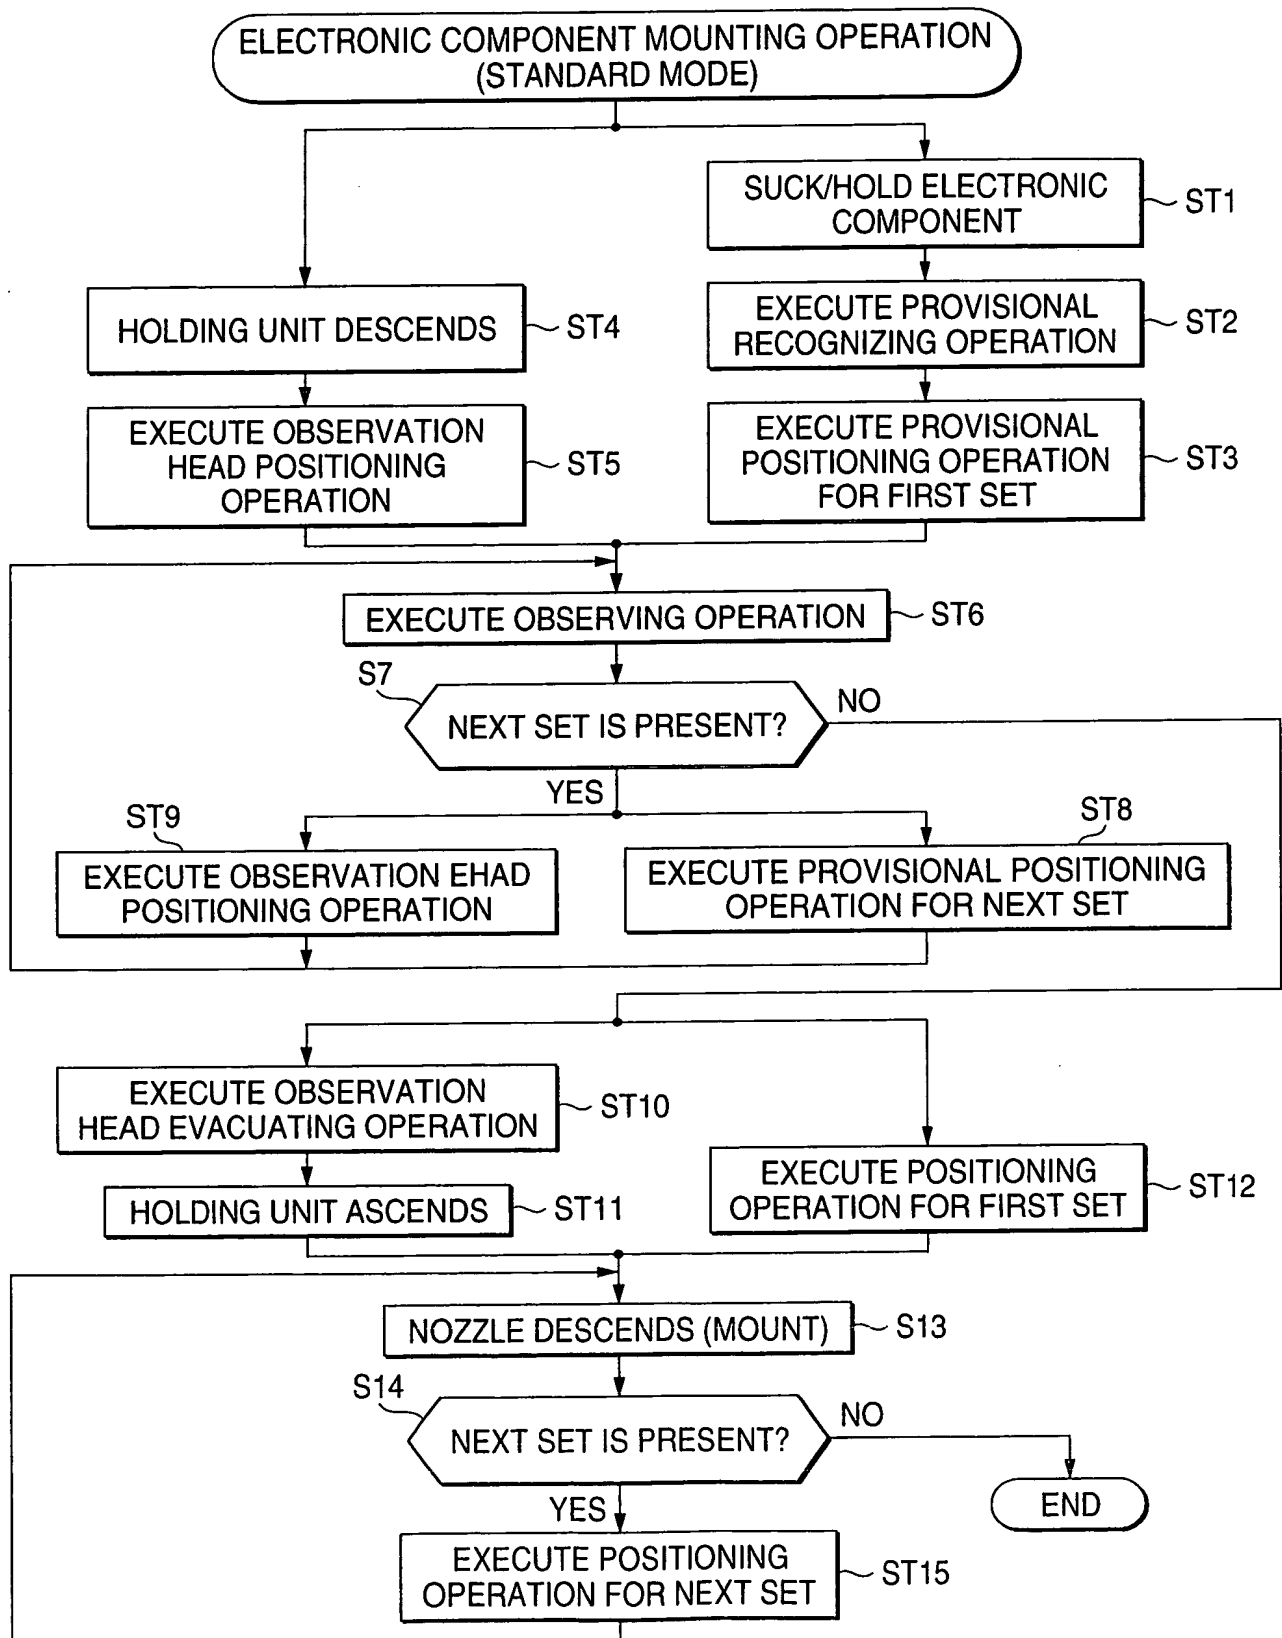 ELECTRONIC COMPONENT MOUNTING OPERATION
(STANDARD MODE)
SUCK/HOLD ELECTRONIC
COMPONENT
ST1
HOLDING UNIT DESCENDS
ST4
EXECUTE PROVISIONAL
RECOGNIZING OPERATION
ST2
EXECUTE OBSERVATION
HEAD POSITIONING
OPERATION
ST5
EXECUTE PROVISIONAL
POSITIONING OPERATION
FOR FIRST SET
ST3
EXECUTE OBSERVING OPERATION
ST6
S7
NEXT SET IS PRESENT?
NO
YES
ST9
EXECUTE OBSERVATION EHAD
POSITIONING OPERATION
ST8
EXECUTE PROVISIONAL POSITIONING
OPERATION FOR NEXT SET
EXECUTE OBSERVATION
HEAD EVACUATING OPERATION
ST10
HOLDING UNIT ASCENDS
ST11
EXECUTE POSITIONING
OPERATION FOR FIRST SET
ST12
NOZZLE DESCENDS (MOUNT)
S13
S14
NEXT SET IS PRESENT?
NO
END
YES
EXECUTE POSITIONING
OPERATION FOR NEXT SET
ST15